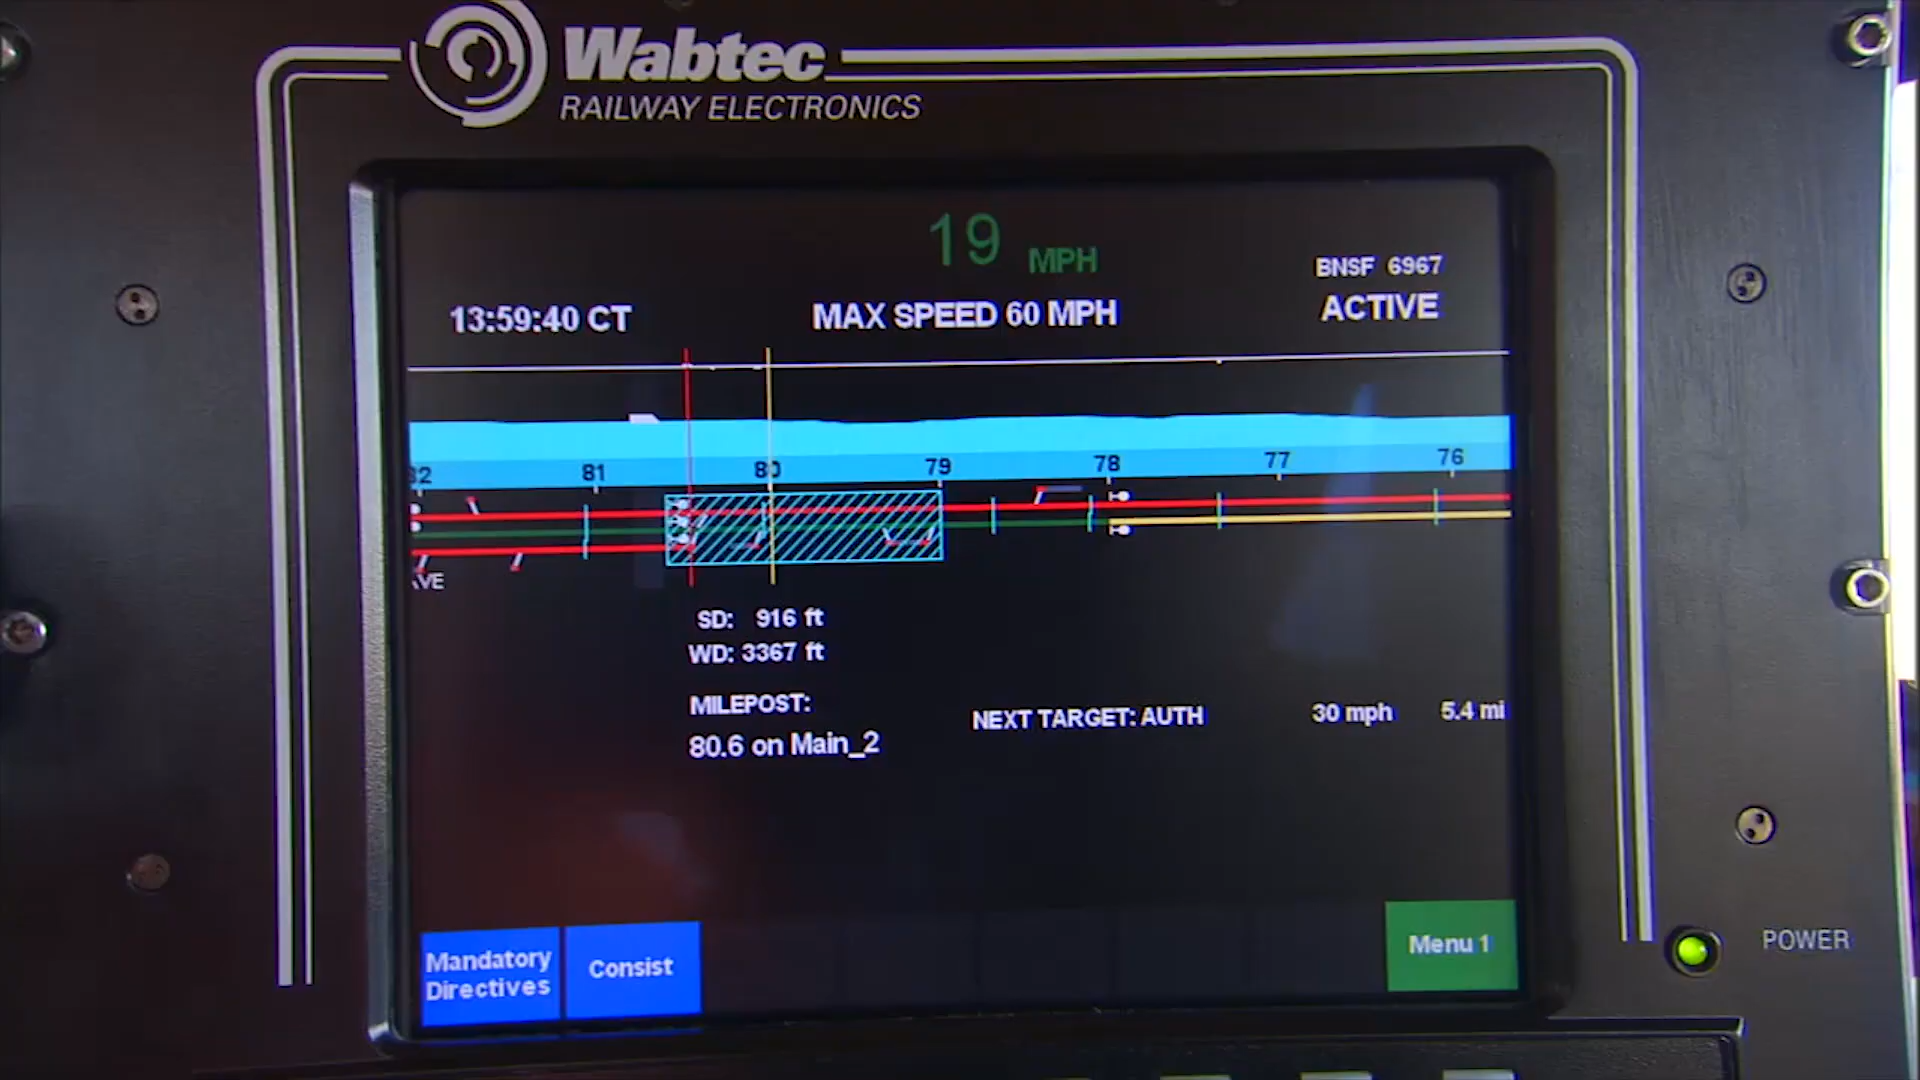 Wabtec
RAILWAY ELECTRONICS
19 MPH
BNSF 6967
13:59:40 CT
MAX SPEED 60 MPH
ACTIVE
81 80 79 78 77 76
SD: 916 ft
WD: 3367 ft
MILEPOST:
80.6 on Main_2
NEXT TARGET: AUTH 30 mph 5.4 mi
Mandatory
Directives
Consist
Menu 1
POWER